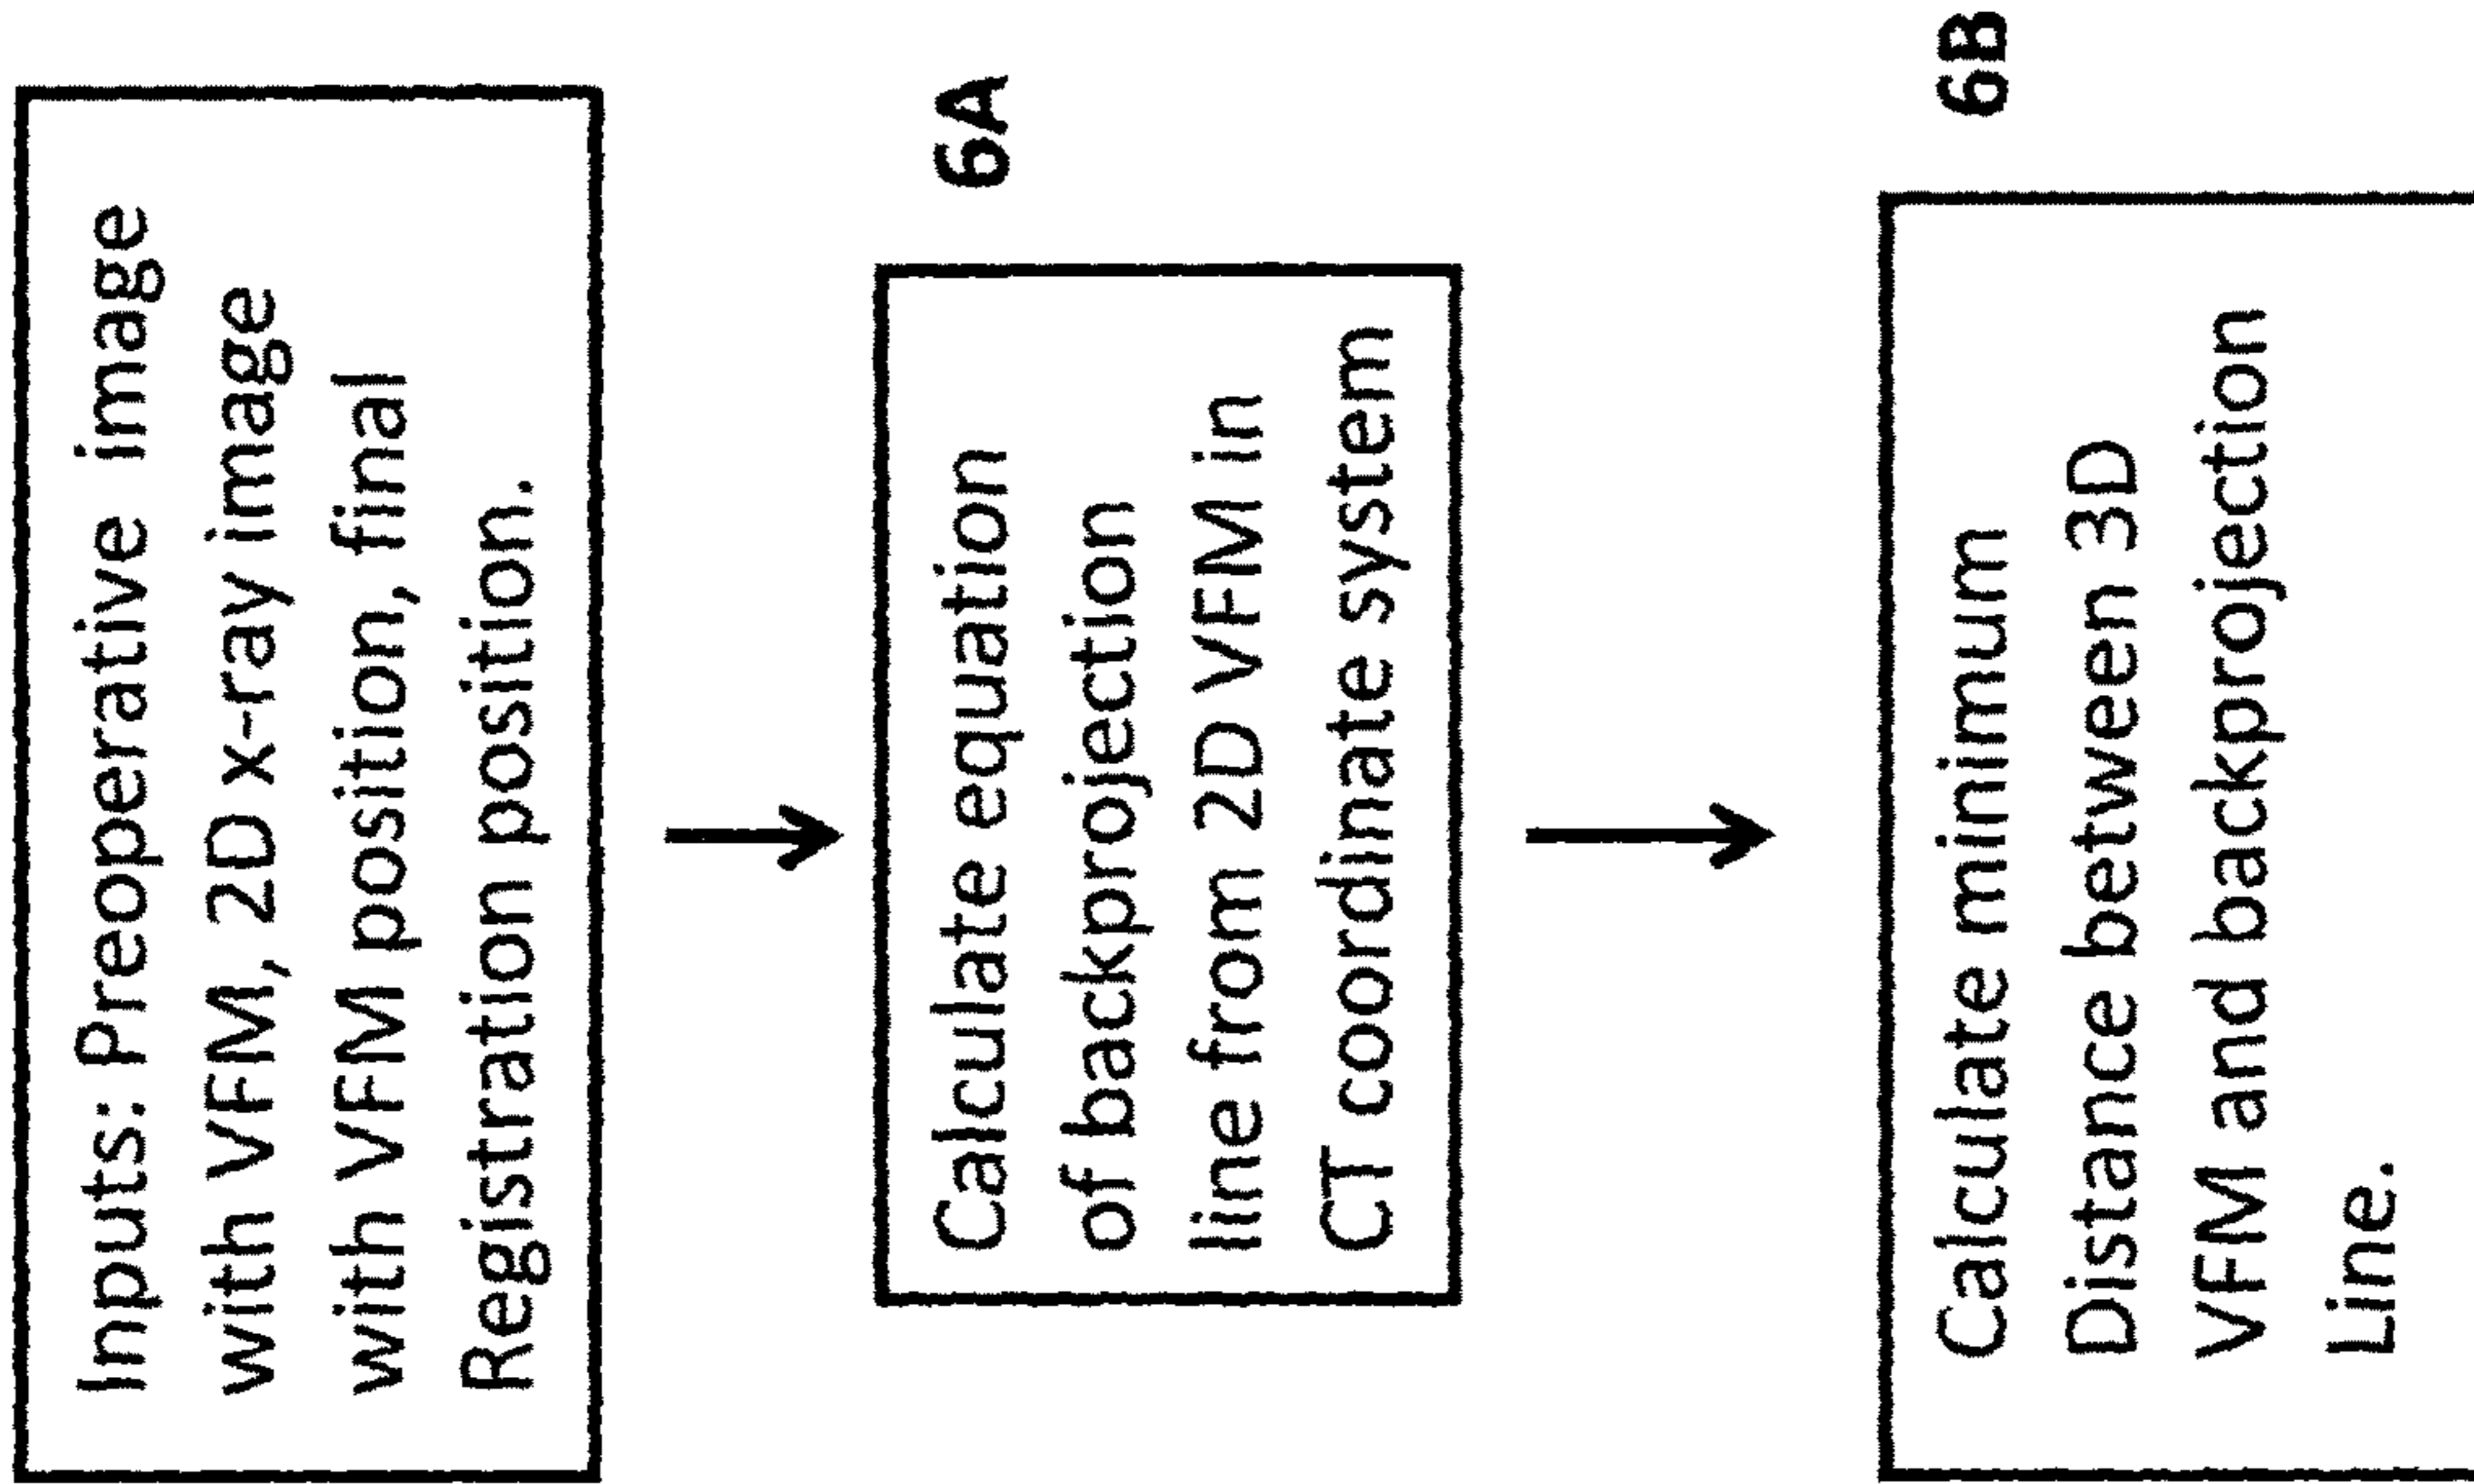 Inputs: Preoperative image
with VFM, 2D x-ray image
with VFM position, final
Registration position.
6A
Calculate equation
of backprojection
line from 2D VFM in
CT coordinate system
6B
Calculate minimum
Distance between 3D
VFM and backprojection
Line.